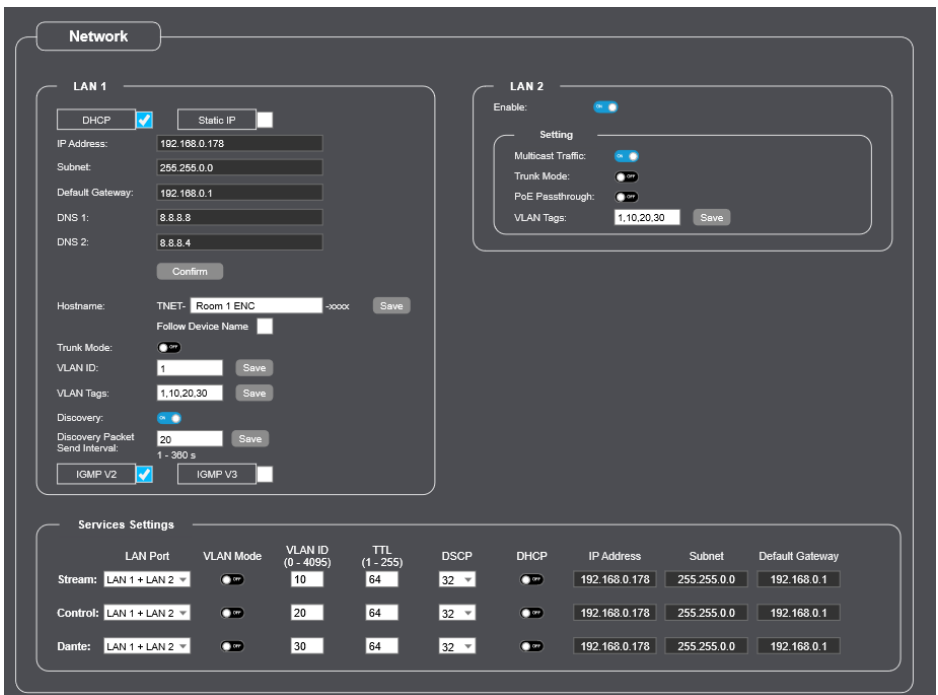 Network
LAN 1
DHCP Static IP
IP Address: 192.168.0.178
Subnet: 255.255.0.0
Default Gateway: 192.168.0.1
DNS 1: 8.8.8.8
DNS 2: 8.8.8.4
Confirm
Hostname: TNET- Room 1 ENC -xxxx Save
Follow Device Name
Trunk Mode: OFF
VLAN ID: 1 Save
VLAN Tags: 1,10,20,30 Save
Discovery: ON
Discovery Packet
Send Interval: 20 Save
1 - 360 s
IGMP V2 IGMP V3
LAN 2
Enable: ON
Setting
Multicast Traffic: ON
Trunk Mode: OFF
PoE Passthrough: OFF
VLAN Tags: 1,10,20,30 Save
Services Settings
LAN Port VLAN Mode VLAN ID (0 - 4095) TTL (1 - 255) DSCP DHCP IP Address Subnet Default Gateway
Stream: LAN 1 + LAN 2 OFF 10 64 32 OFF 192.168.0.178 255.255.0.0 192.168.0.1
Control: LAN 1 + LAN 2 OFF 20 64 32 OFF 192.168.0.178 255.255.0.0 192.168.0.1
Dante: LAN 1 + LAN 2 OFF 30 64 32 OFF 192.168.0.178 255.255.0.0 192.168.0.1